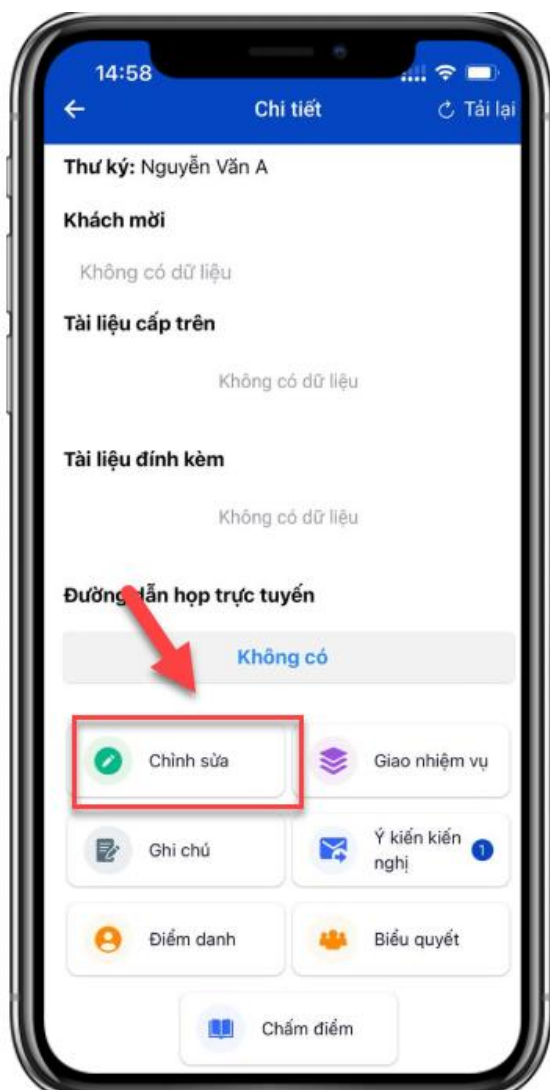 14:58
Chi tiết
Tải lại
Thư ký: Nguyễn Văn A
Khách mời
Không có dữ liệu
Tài liệu cấp trên
Không có dữ liệu
Tài liệu đính kèm
Không có dữ liệu
Đường dẫn họp trực tuyến
Không có
Chỉnh sửa
Giao nhiệm vụ
Ghi chú
Ý kiến kiến
nghị
1
Điểm danh
Biểu quyết
Chấm điểm